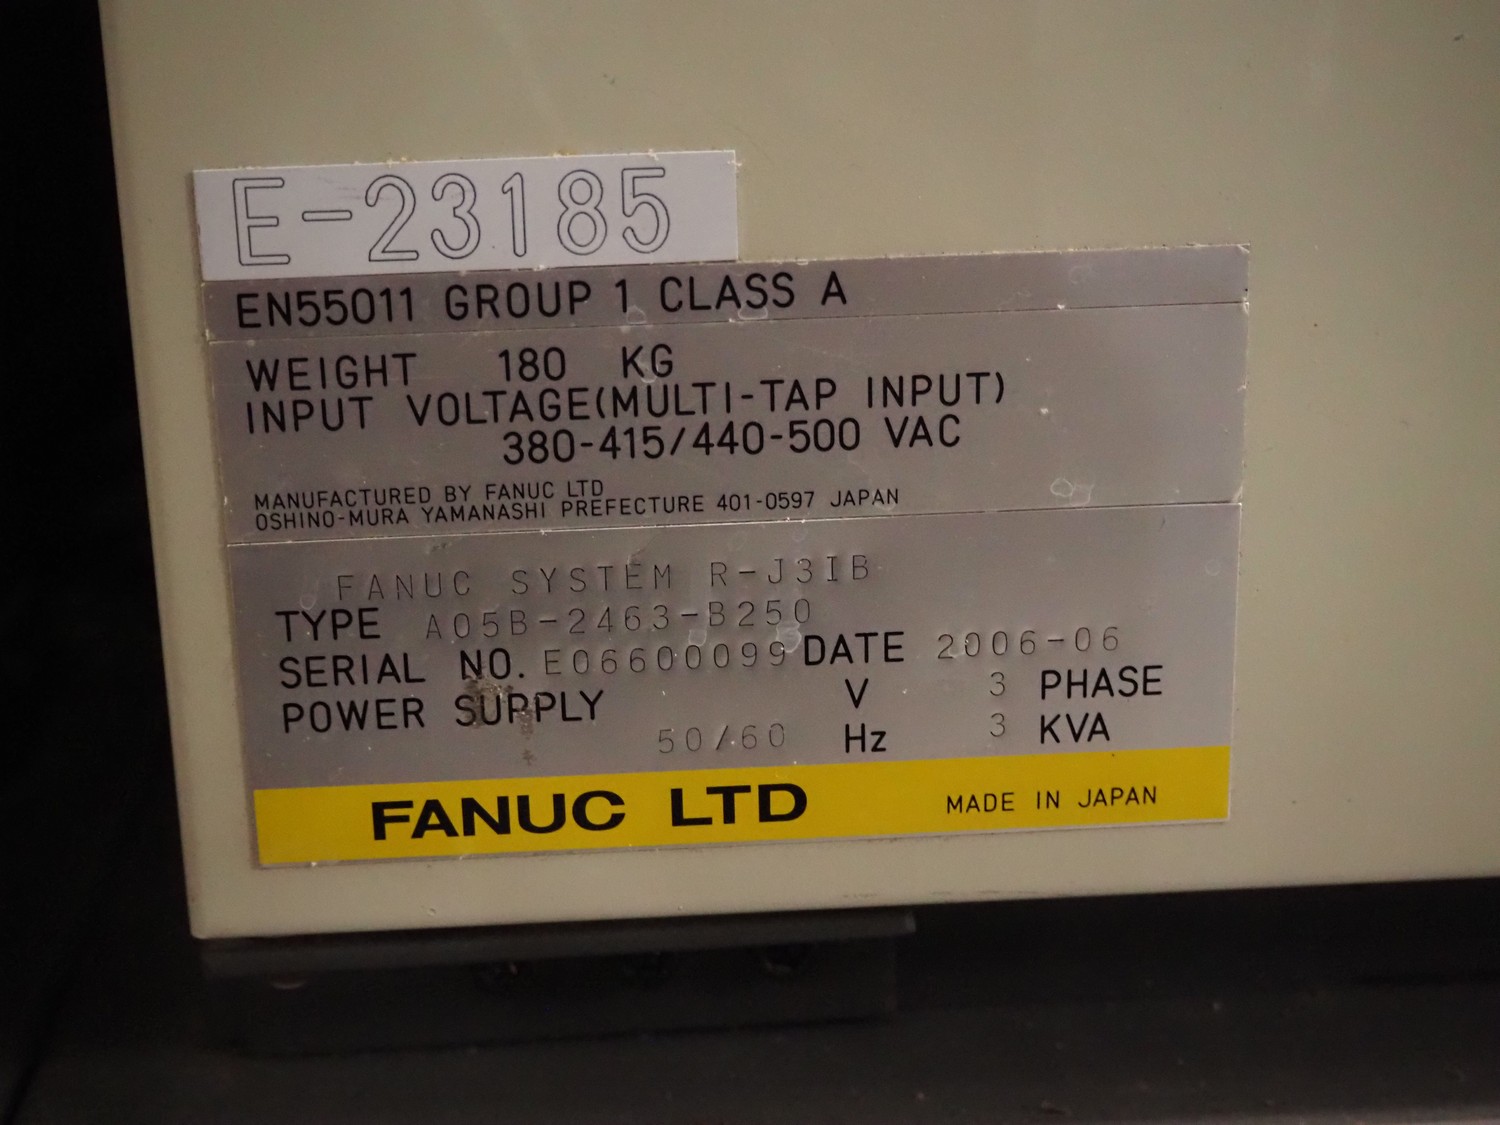 E-23185
EN55011 GROUP 1 CLASS A
WEIGHT 180 KG
INPUT VOLTAGE(MULTI-TAP INPUT)
380-415/440-500 VAC
MANUFACTURED BY FANUC LTD
OSHINO-MURA YAMANASHI PREFECTURE 401-0597 JAPAN
FANUC SYSTEM R-J3IB
TYPE A05B-2463-B250
SERIAL NO. E06600099 DATE 2006-06
POWER SUPPLY V 3 PHASE
50/60 Hz 3 KVA
FANUC LTD MADE IN JAPAN